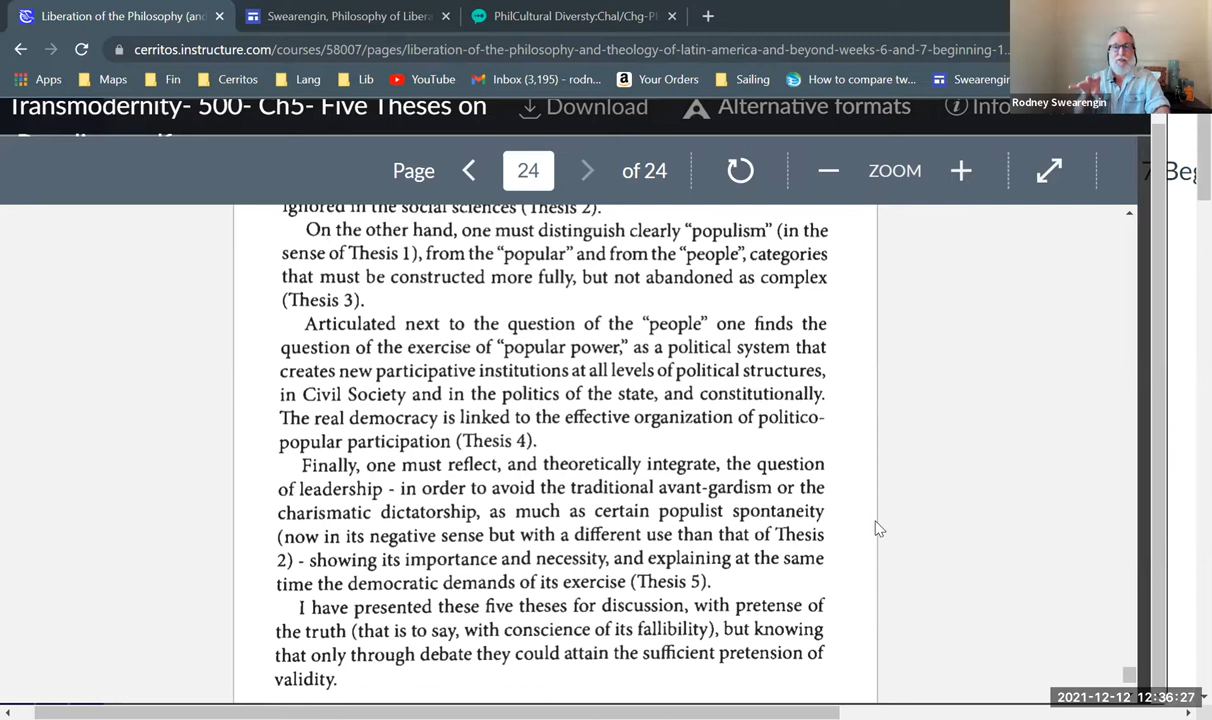 Liberation of the Philosophy (and
Swearengin, Philosophy of Libera
PhilCultural Diversty:Chal/Chg-P
cerritos.instructure.com/courses/58007/pages/liberation-of-the-philosophy-and-theology-of-latin-america-and-beyond-weeks-6-and-7-beginning-1...
Apps
Maps
Fin
Cerritos
Lang
Lib
YouTube
Inbox (3,195) - rodn...
Your Orders
Sailing
How to compare tw...
Swearengin
Rodney Swearengin
Transmodernity- 500- Ch5- Five Theses on
Download
Alternative formats
Info
Page
24
of 24
ZOOM
7 Beg
ignored in the social sciences (Thesis 2).
On the other hand, one must distinguish clearly “populism” (in the
sense of Thesis 1), from the “popular” and from the “people”, categories
that must be constructed more fully, but not abandoned as complex
(Thesis 3).
Articulated next to the question of the “people” one finds the
question of the exercise of “popular power,” as a political system that
creates new participative institutions at all levels of political structures,
in Civil Society and in the politics of the state, and constitutionally.
The real democracy is linked to the effective organization of politico-
popular participation (Thesis 4).
Finally, one must reflect, and theoretically integrate, the question
of leadership - in order to avoid the traditional avant-gardism or the
charismatic dictatorship, as much as certain populist spontaneity
(now in its negative sense but with a different use than that of Thesis
2) - showing its importance and necessity, and explaining at the same
time the democratic demands of its exercise (Thesis 5).
I have presented these five theses for discussion, with pretense of
the truth (that is to say, with conscience of its fallibility), but knowing
that only through debate they could attain the sufficient pretension of
validity.
2021-12-12 12:36:27